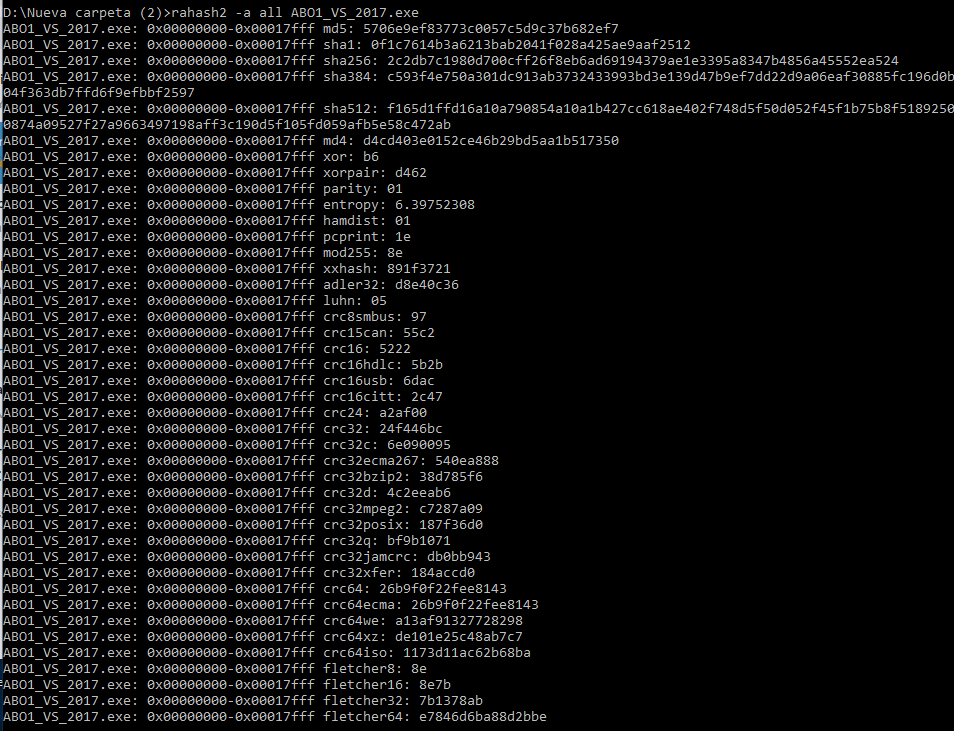 D:\Nueva carpeta (2)>rahash2 -a all ABO1_VS_2017.exe
ABO1_VS_2017.exe: 0x00000000-0x00017fff md5: 5706e9ef83773c0057c5d9c37b682ef7
ABO1_VS_2017.exe: 0x00000000-0x00017fff sha1: 0f1c7614b3a6213bab2041f028a425ae9aaf2512
ABO1_VS_2017.exe: 0x00000000-0x00017fff sha256: 2c2db7c1980d700cff26f8eb6ad69194379ae1e3395a8347b4856a45552ea524
ABO1_VS_2017.exe: 0x00000000-0x00017fff sha384: c593f4e750a301dc913ab3732433993bd3e139d47b9ef7dd22d9a06eaf30885fc196d0b
04f363db7ffd6f9efbbf2597
ABO1_VS_2017.exe: 0x00000000-0x00017fff sha512: f165d1ffd16a10a790854a10a1b427cc618ae402f748d5f50d052f45f1b75b8f5189250
0874a09527f27a9663497198aff3c190d5f105fd059afb5e58c472ab
ABO1_VS_2017.exe: 0x00000000-0x00017fff md4: d4cd403e0152ce46b29bd5aa1b517350
ABO1_VS_2017.exe: 0x00000000-0x00017fff xor: b6
ABO1_VS_2017.exe: 0x00000000-0x00017fff xorpair: d462
ABO1_VS_2017.exe: 0x00000000-0x00017fff parity: 01
ABO1_VS_2017.exe: 0x00000000-0x00017fff entropy: 6.39752308
ABO1_VS_2017.exe: 0x00000000-0x00017fff hamdist: 01
ABO1_VS_2017.exe: 0x00000000-0x00017fff pcprint: 1e
ABO1_VS_2017.exe: 0x00000000-0x00017fff mod255: 8e
ABO1_VS_2017.exe: 0x00000000-0x00017fff xxhash: 891f3721
ABO1_VS_2017.exe: 0x00000000-0x00017fff adler32: d8e40c36
ABO1_VS_2017.exe: 0x00000000-0x00017fff luhn: 05
ABO1_VS_2017.exe: 0x00000000-0x00017fff crc8smbus: 97
ABO1_VS_2017.exe: 0x00000000-0x00017fff crc15can: 55c2
ABO1_VS_2017.exe: 0x00000000-0x00017fff crc16: 5222
ABO1_VS_2017.exe: 0x00000000-0x00017fff crc16hdlc: 5b2b
ABO1_VS_2017.exe: 0x00000000-0x00017fff crc16usb: 6dac
ABO1_VS_2017.exe: 0x00000000-0x00017fff crc16citt: 2c47
ABO1_VS_2017.exe: 0x00000000-0x00017fff crc24: a2af00
ABO1_VS_2017.exe: 0x00000000-0x00017fff crc32: 24f446bc
ABO1_VS_2017.exe: 0x00000000-0x00017fff crc32c: 6e090095
ABO1_VS_2017.exe: 0x00000000-0x00017fff crc32ecma267: 540ea888
ABO1_VS_2017.exe: 0x00000000-0x00017fff crc32bzip2: 38d785f6
ABO1_VS_2017.exe: 0x00000000-0x00017fff crc32d: 4c2eeab6
ABO1_VS_2017.exe: 0x00000000-0x00017fff crc32mpeg2: c7287a09
ABO1_VS_2017.exe: 0x00000000-0x00017fff crc32posix: 187f36d0
ABO1_VS_2017.exe: 0x00000000-0x00017fff crc32q: bf9b1071
ABO1_VS_2017.exe: 0x00000000-0x00017fff crc32jamcrc: db0bb943
ABO1_VS_2017.exe: 0x00000000-0x00017fff crc32xfer: 184accd0
ABO1_VS_2017.exe: 0x00000000-0x00017fff crc64: 26b9f0f22fee8143
ABO1_VS_2017.exe: 0x00000000-0x00017fff crc64ecma: 26b9f0f22fee8143
ABO1_VS_2017.exe: 0x00000000-0x00017fff crc64we: a13af91327728298
ABO1_VS_2017.exe: 0x00000000-0x00017fff crc64xz: de101e25c48ab7c7
ABO1_VS_2017.exe: 0x00000000-0x00017fff crc64iso: 1173d11ac62b68ba
ABO1_VS_2017.exe: 0x00000000-0x00017fff fletcher8: 8e
ABO1_VS_2017.exe: 0x00000000-0x00017fff fletcher16: 8e7b
ABO1_VS_2017.exe: 0x00000000-0x00017fff fletcher32: 7b1378ab
ABO1_VS_2017.exe: 0x00000000-0x00017fff fletcher64: e7846d6ba88d2bbe